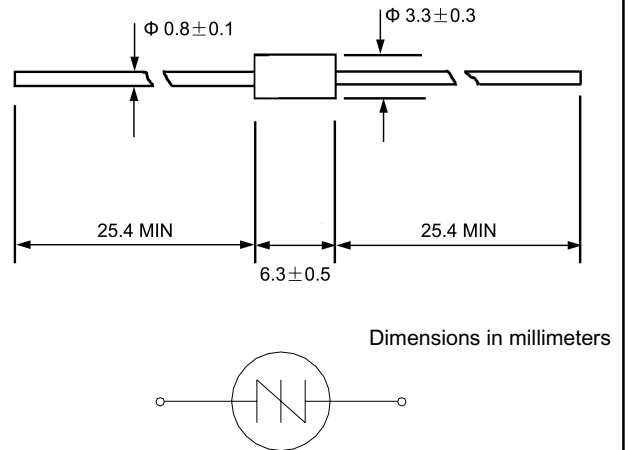 Φ 0.8±0.1
Φ 3.3±0.3
25.4 MIN
25.4 MIN
6.3±0.5
Dimensions in millimeters